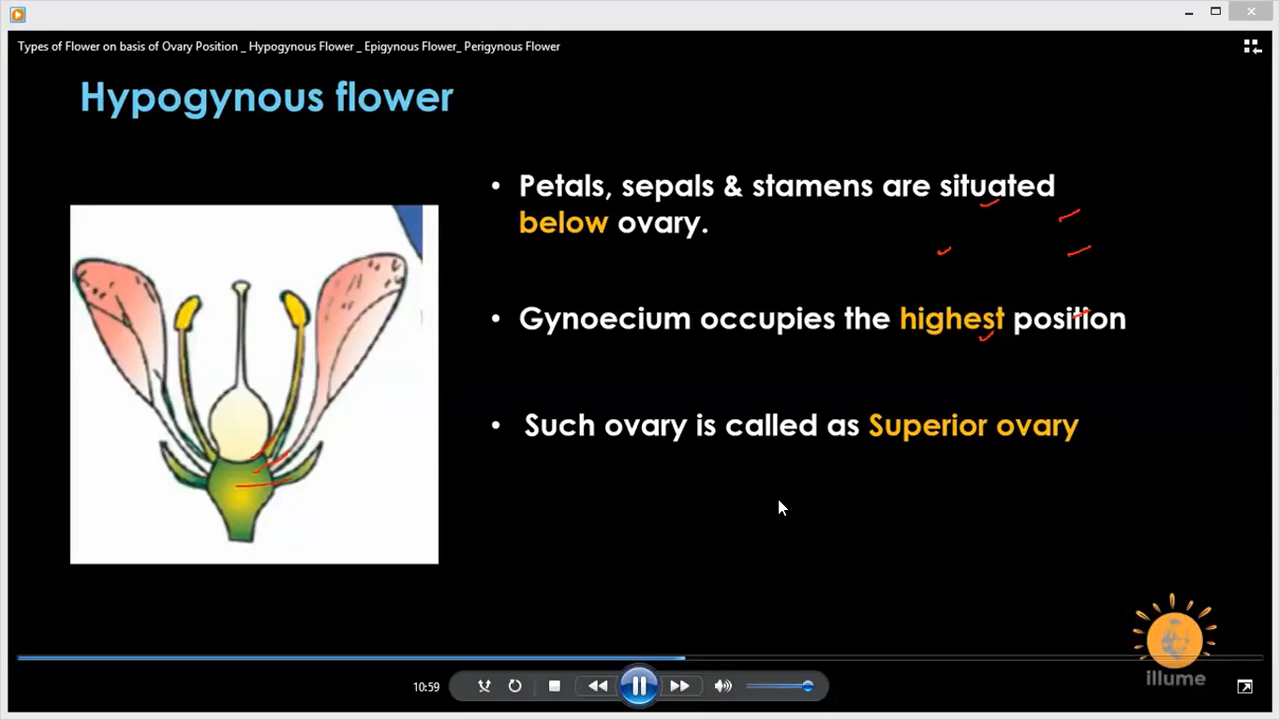 Types of Flower on basis of Ovary Position _ Hypogynous Flower _ Epigynous Flower_ Perigynous Flower
Hypogynous flower
• Petals, sepals & stamens are situated
below ovary.
• Gynoecium occupies the highest position
• Such ovary is called as Superior ovary
illume
10:59